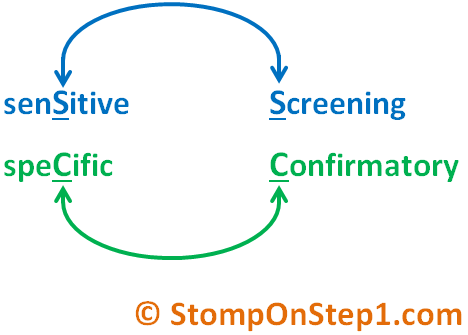 senSitive Screening
speCific Confirmatory
© StompOnStep1.com